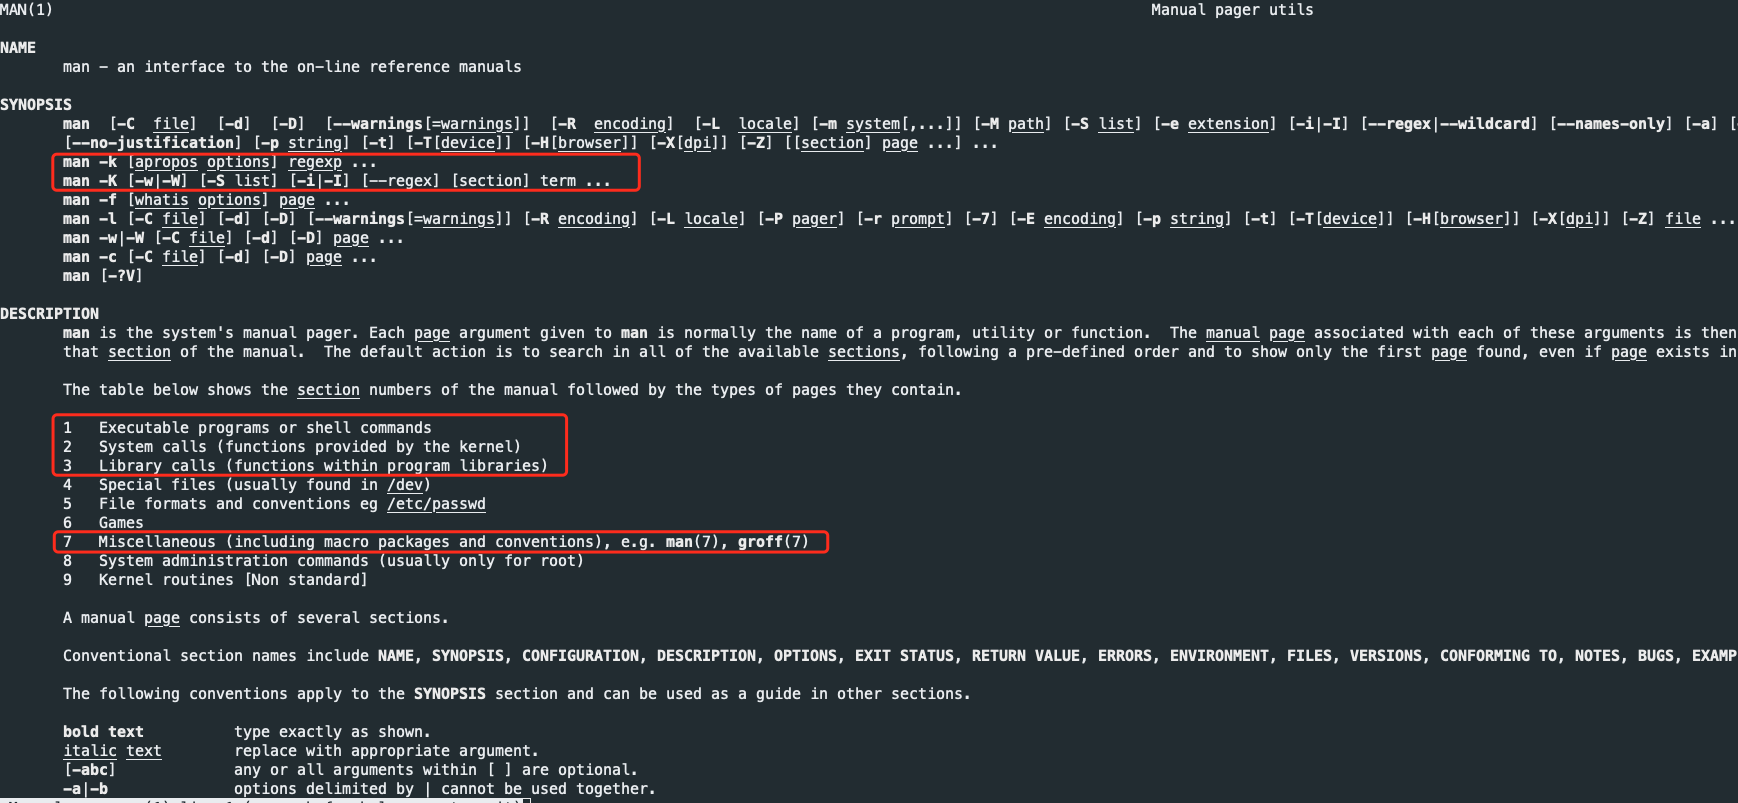 MAN(1) Manual pager utils
NAME
man - an interface to the on-line reference manuals
SYNOPSIS
man [-C file] [-d] [-D] [--warnings[=warnings]] [-R encoding] [-L locale] [-m system[,...]] [-M path] [-S list] [-e extension] [-i|-I] [--regex|--wildcard] [--names-only] [-a] [
[--no-justification] [-p string] [-t] [-T[device]] [-H[browser]] [-X[dpi]] [-Z] [[section] page ...] ...
man -k [apropos options] regexp ...
man -K [-w|-W] [-S list] [-i|-I] [--regex] [section] term ...
man -f [whatis options] page ...
man -l [-C file] [-d] [-D] [--warnings[=warnings]] [-R encoding] [-L locale] [-P pager] [-r prompt] [-7] [-E encoding] [-p string] [-t] [-T[device]] [-H[browser]] [-X[dpi]] [-Z] file ...
man -w|-W [-C file] [-d] [-D] page ...
man -c [-C file] [-d] [-D] page ...
man [-?V]
DESCRIPTION
man is the system's manual pager. Each page argument given to man is normally the name of a program, utility or function. The manual page associated with each of these arguments is then
that section of the manual. The default action is to search in all of the available sections, following a pre-defined order and to show only the first page found, even if page exists in
The table below shows the section numbers of the manual followed by the types of pages they contain.
1 Executable programs or shell commands
2 System calls (functions provided by the kernel)
3 Library calls (functions within program libraries)
4 Special files (usually found in /dev)
5 File formats and conventions eg /etc/passwd
6 Games
7 Miscellaneous (including macro packages and conventions), e.g. man(7), groff(7)
8 System administration commands (usually only for root)
9 Kernel routines [Non standard]
A manual page consists of several sections.
Conventional section names include NAME, SYNOPSIS, CONFIGURATION, DESCRIPTION, OPTIONS, EXIT STATUS, RETURN VALUE, ERRORS, ENVIRONMENT, FILES, VERSIONS, CONFORMING TO, NOTES, BUGS, EXAMP
The following conventions apply to the SYNOPSIS section and can be used as a guide in other sections.
bold text type exactly as shown.
italic text replace with appropriate argument.
[-abc] any or all arguments within [ ] are optional.
-a|-b options delimited by | cannot be used together.